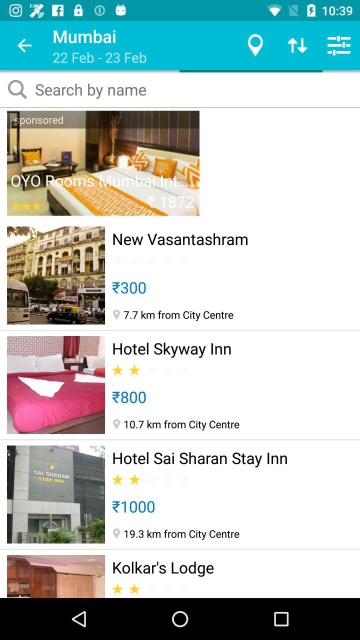 10:39
Mumbai
22 Feb - 23 Feb
Search by name
sponsored
OYO Rooms Mumbai Int...
₹ 1872
New Vasantashram
₹300
7.7 km from City Centre
Hotel Skyway Inn
₹800
10.7 km from City Centre
SAI SHARAN
STAY INN
Hotel Sai Sharan Stay Inn
₹1000
19.3 km from City Centre
Kolkar's Lodge